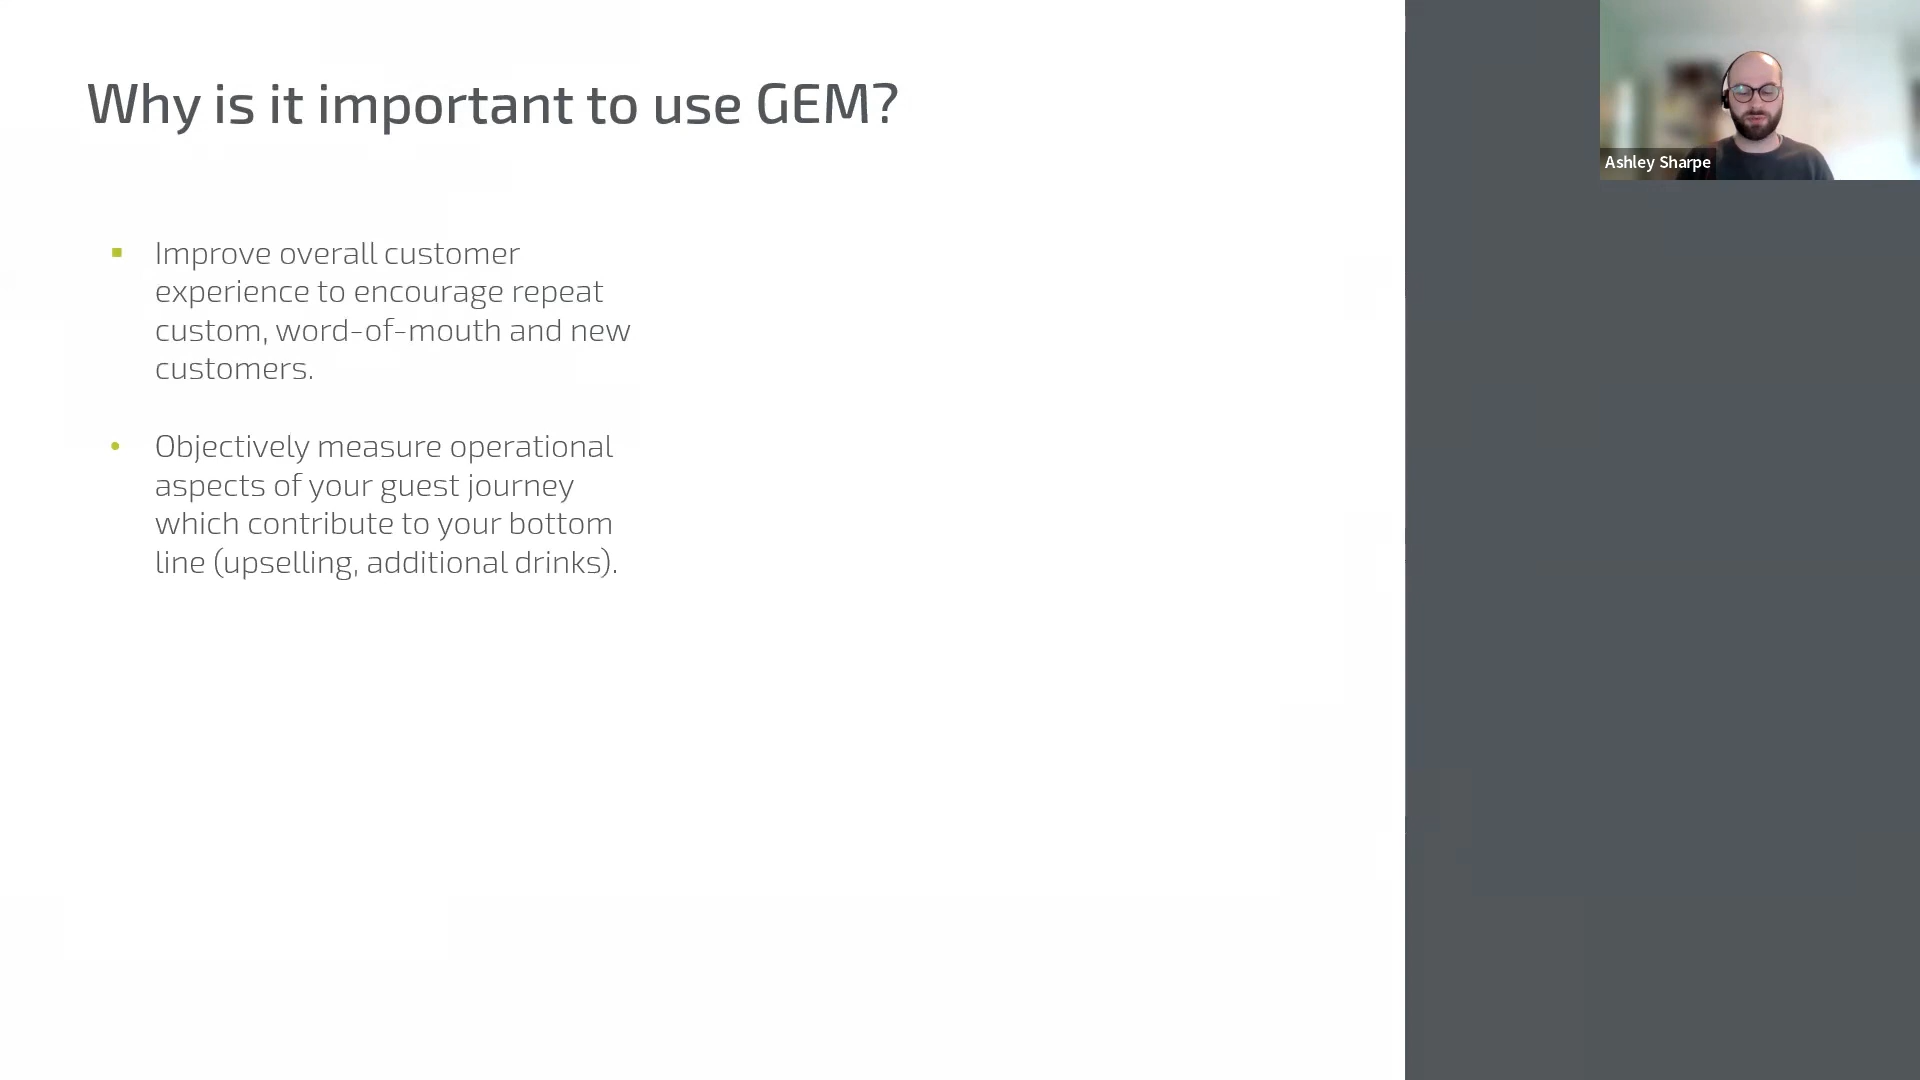 Why is it important to use GEM?
Ashley Sharpe
Improve overall customer
experience to encourage repeat
custom, word-of-mouth and new
customers.
Objectively measure operational
aspects of your guest journey
which contribute to your bottom
line (upselling, additional drinks).